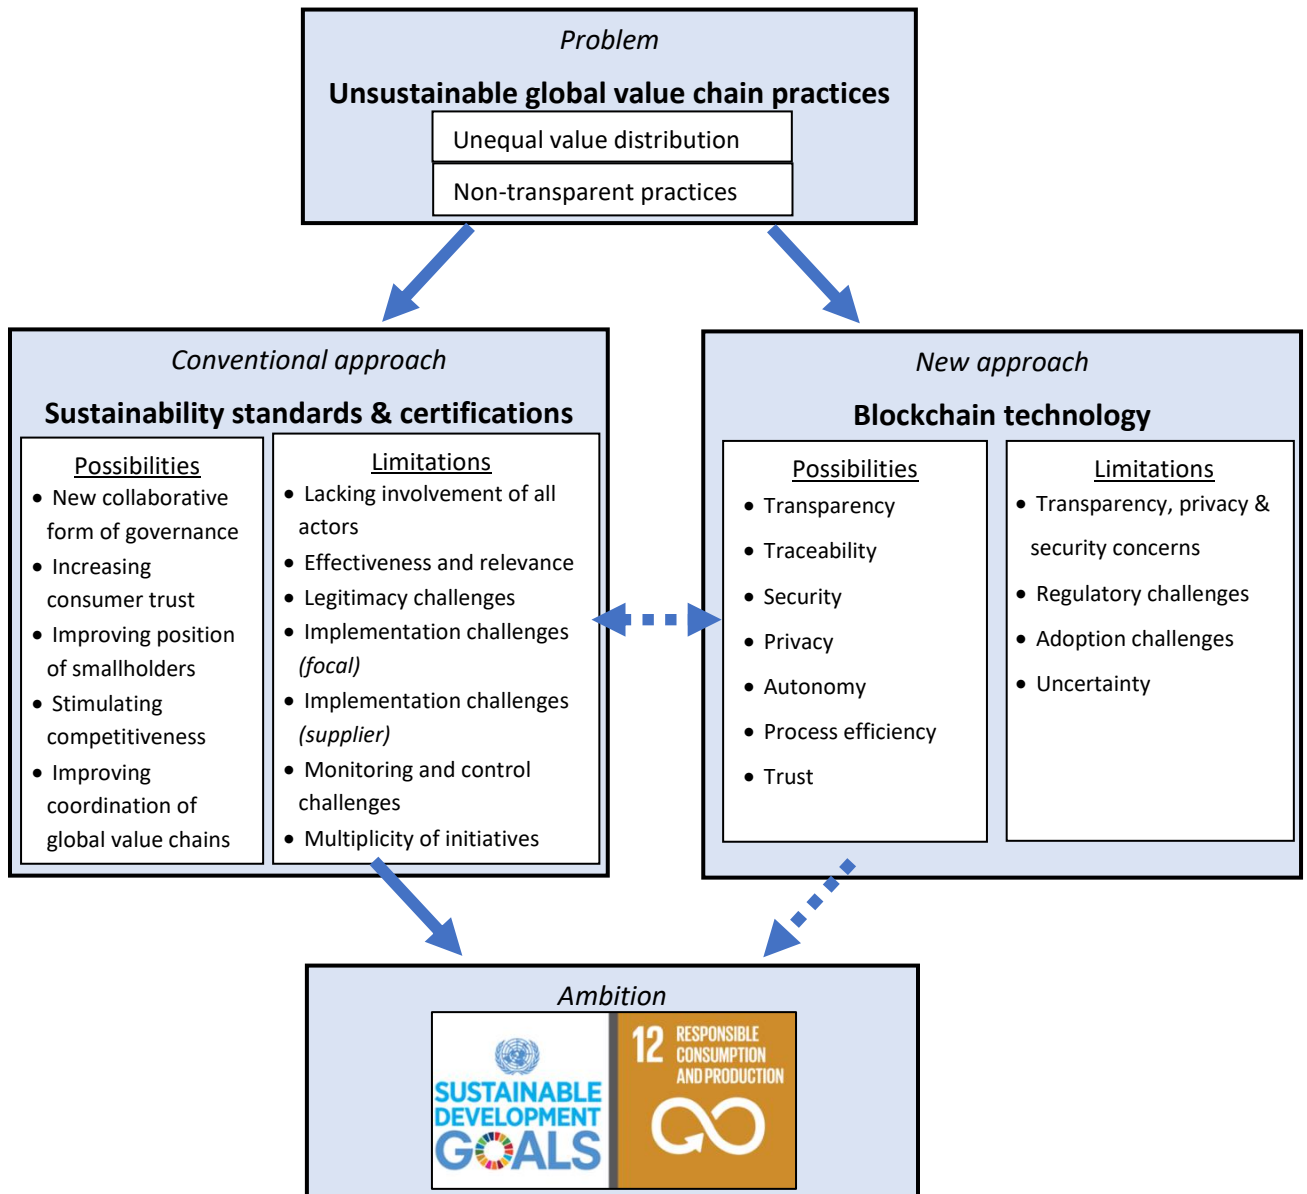 Problem
Unsustainable global value chain practices
Unequal value distribution
Non-transparent practices
Conventional approach
Sustainability standards & certifications
Possibilities
• New collaborative
form of governance
• Increasing
consumer trust
• Improving position
of smallholders
• Stimulating
competitiveness
• Improving
coordination of
global value chains
Limitations
• Lacking involvement of all
actors
• Effectiveness and relevance
• Legitimacy challenges
• Implementation challenges
(focal)
• Implementation challenges
(supplier)
• Monitoring and control
challenges
• Multiplicity of initiatives
New approach
Blockchain technology
Possibilities
• Transparency
• Traceability
• Security
• Privacy
• Autonomy
• Process efficiency
• Trust
Limitations
• Transparency, privacy &
security concerns
• Regulatory challenges
• Adoption challenges
• Uncertainty
Ambition
SUSTAINABLE
DEVELOPMENT
GOALS
12 RESPONSIBLE
CONSUMPTION
AND PRODUCTION